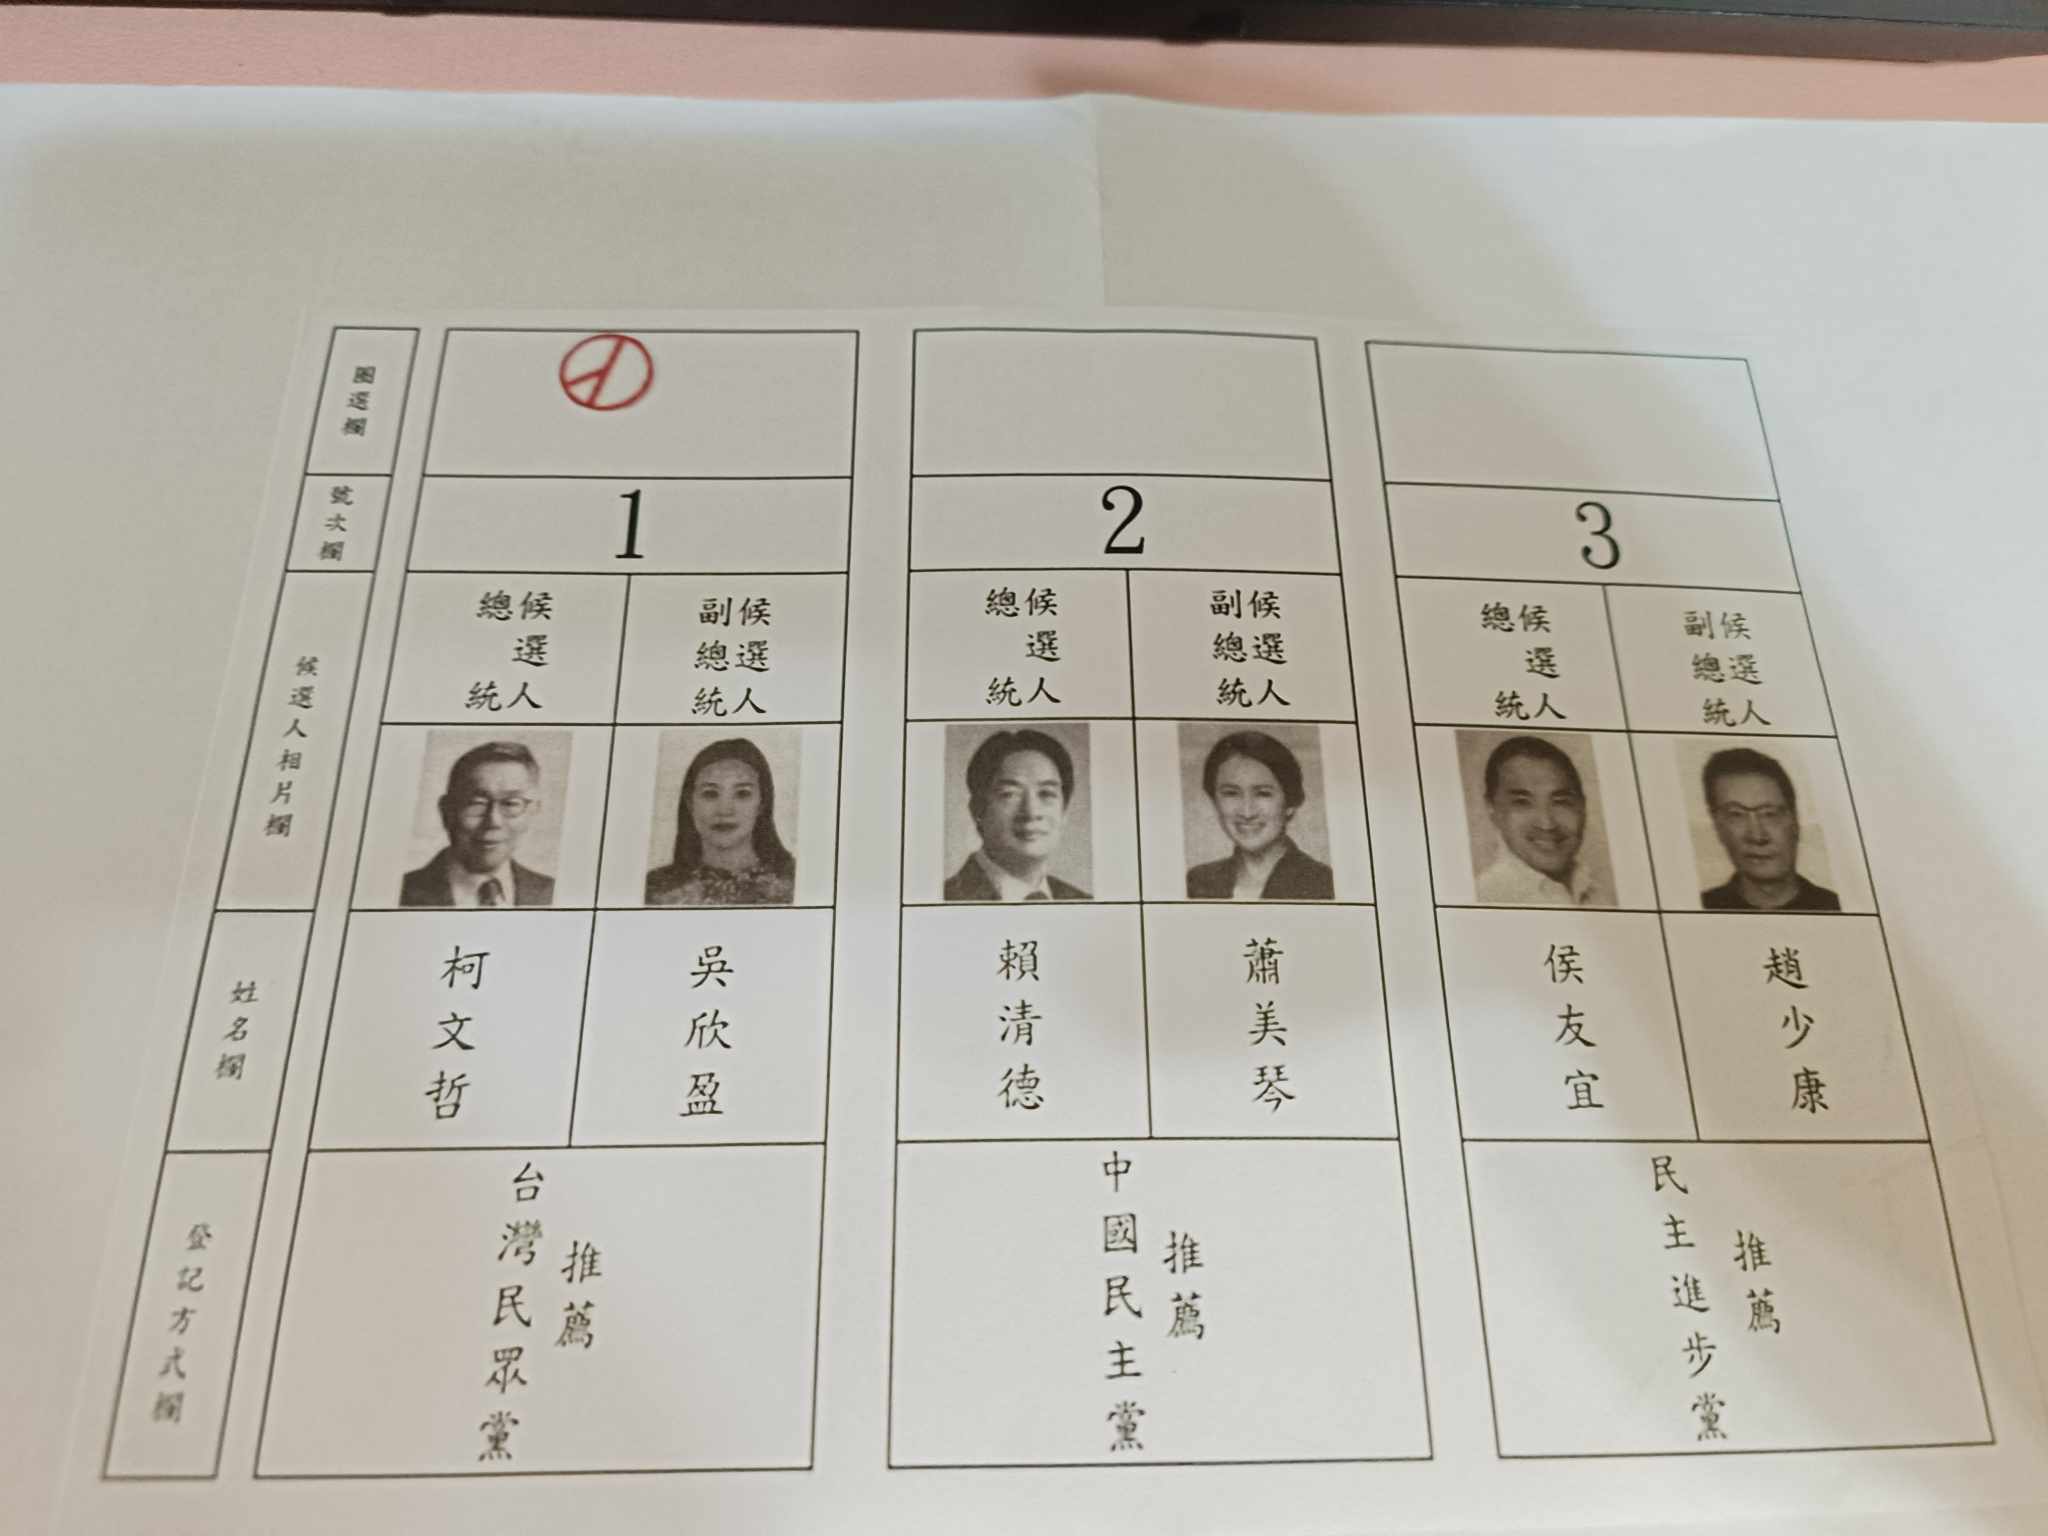 圈選欄
號次欄
候選人相片欄
姓名欄
登記方式欄
1
總統
候選人
副總統
候選人
柯文哲
吳欣盈
台灣民眾黨
推薦
2
總統
候選人
副總統
候選人
賴清德
蕭美琴
中國民主黨
推薦
3
總統
候選人
副總統
候選人
侯友宜
趙少康
民主進步黨
推薦